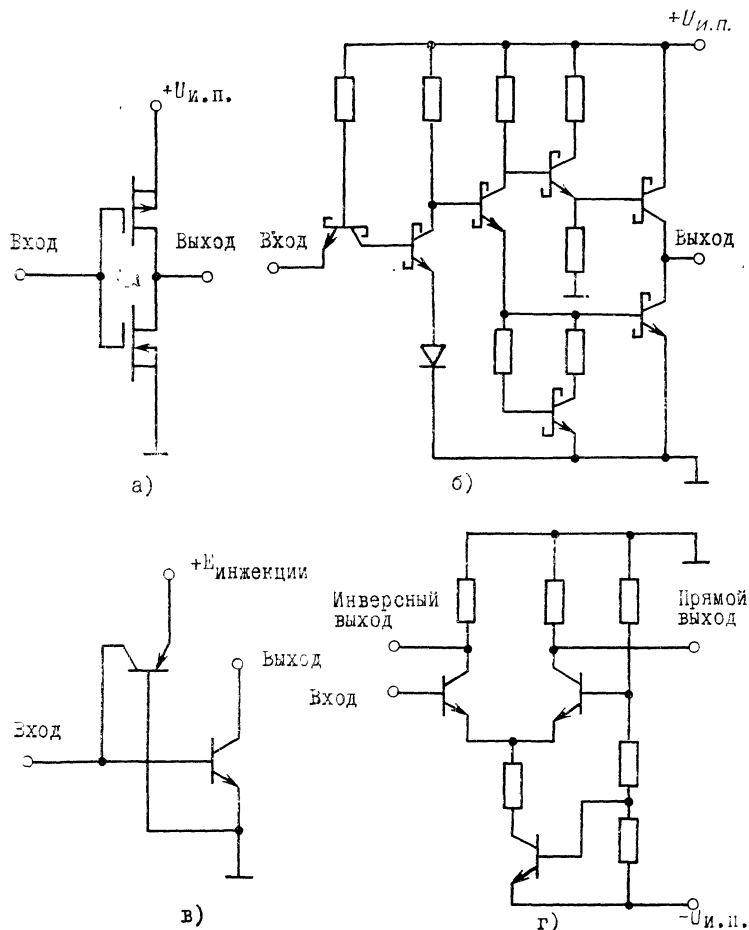 +Uи.п.
+Uи.п.
Вход
Выход
Вход
Выход
а)
б)
+Eинжекции
Выход
Вход
в)
Инверсный
выход
Прямой
выход
Вход
г)
-Uи.п.